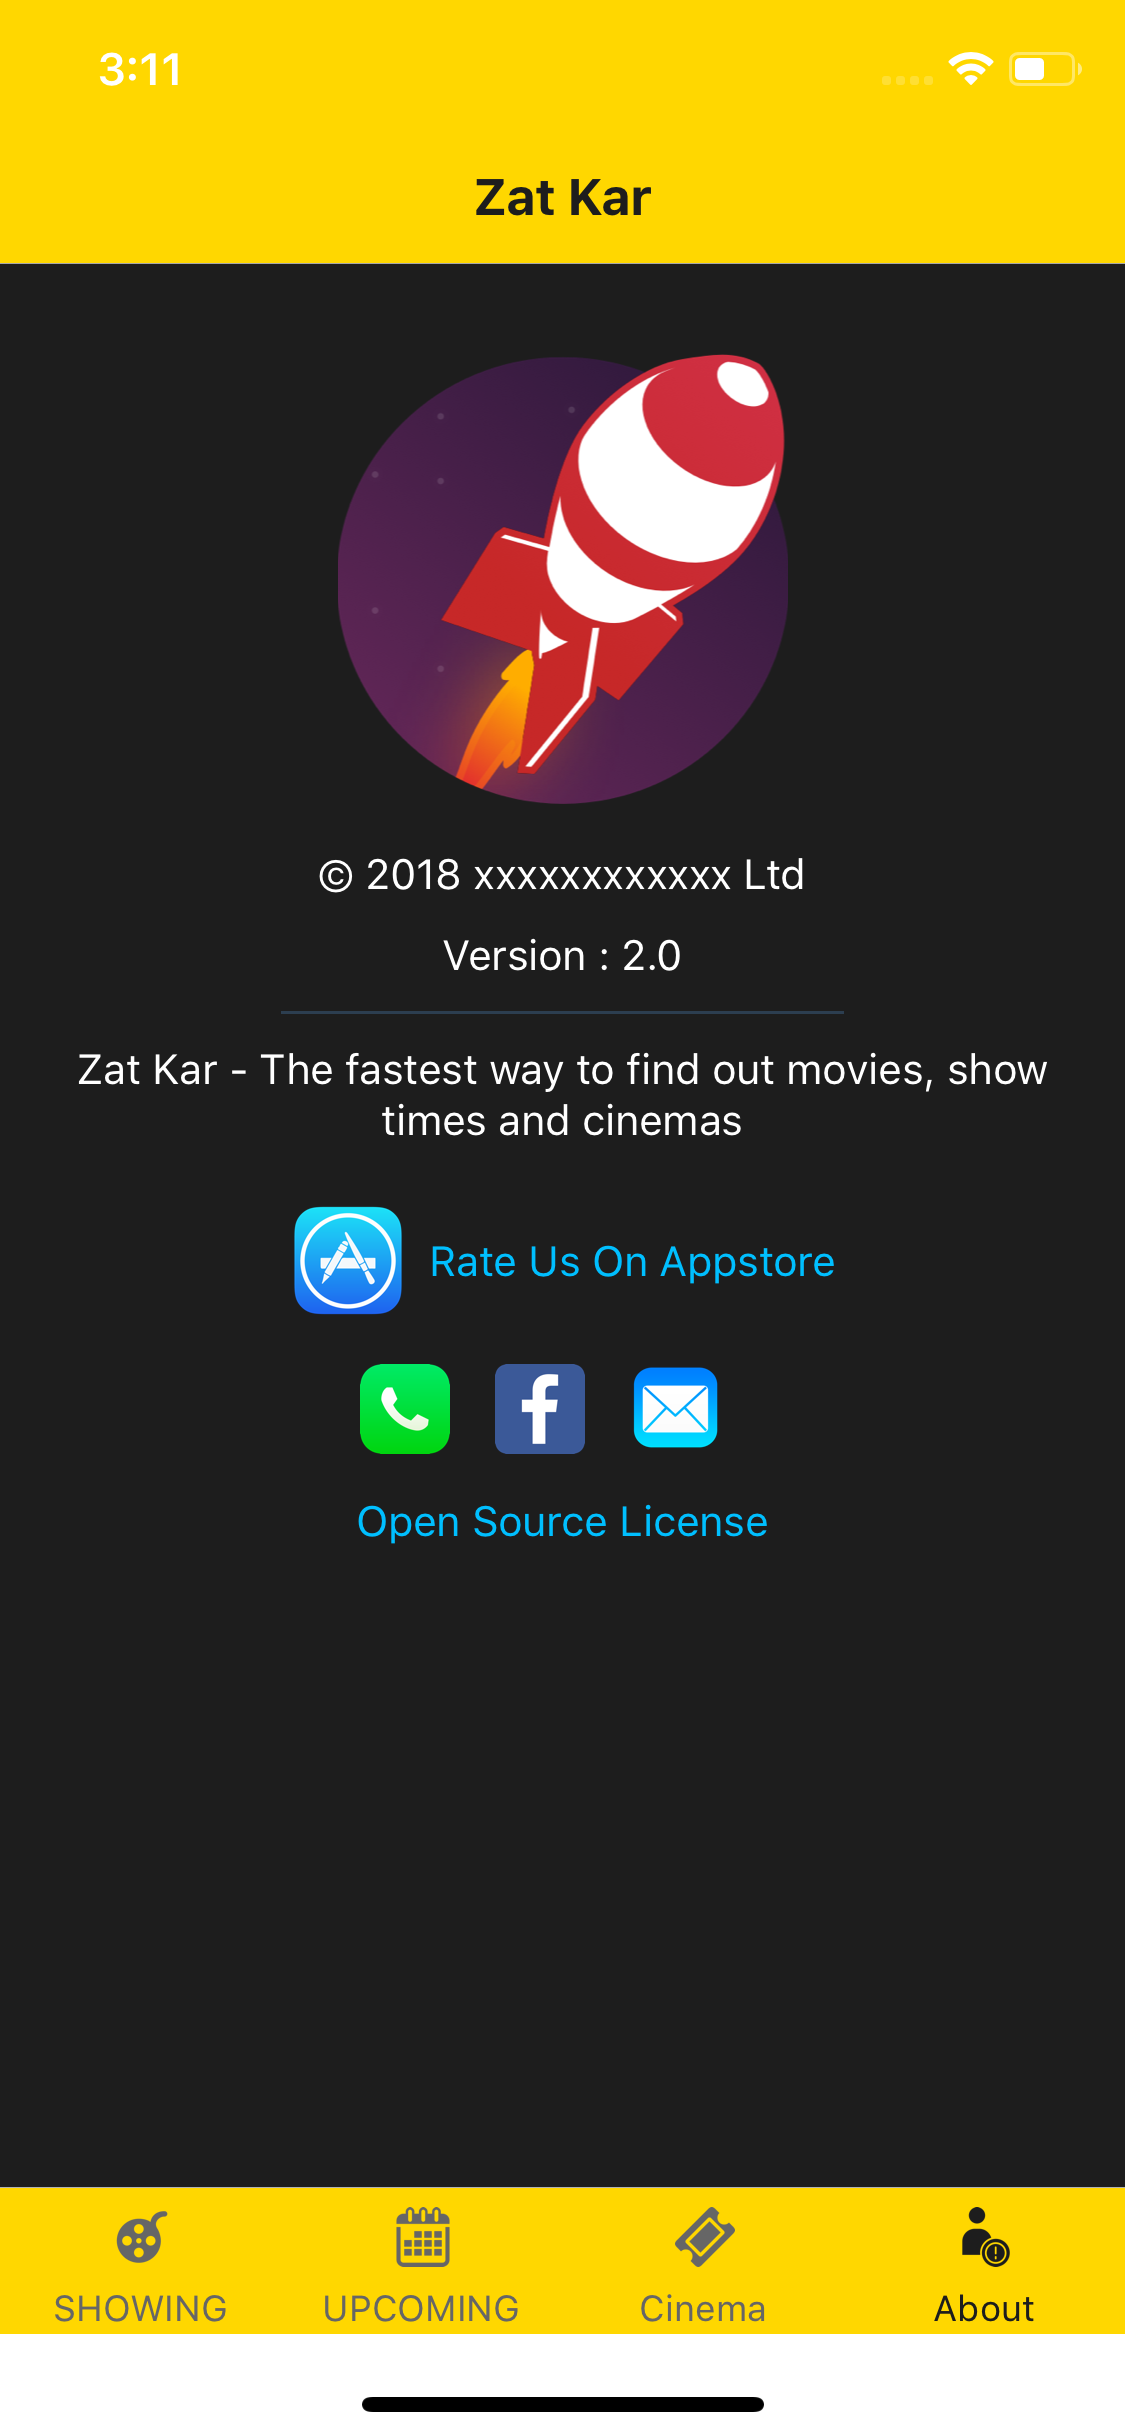 3:11
Zat Kar
© 2018 xxxxxxxxxxxx Ltd
Version : 2.0
Zat Kar - The fastest way to find out movies, show
times and cinemas
Rate Us On Appstore
Open Source License
SHOWING
UPCOMING
Cinema
About